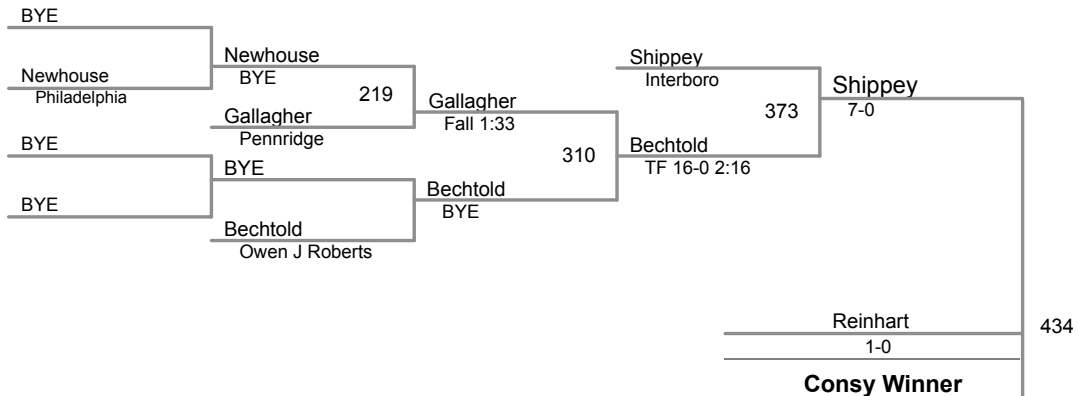 BYE
Newhouse
Philadelphia
BYE
BYE
Newhouse
BYE
219
Gallagher
Pennridge
BYE
Bechtold
Owen J Roberts
Gallagher
Fall 1:33
310
Bechtold
BYE
Shippey
Interboro
373
Bechtold
TF 16-0 2:16
Shippey
7-0
Reinhart
434
1-0
Consy Winner